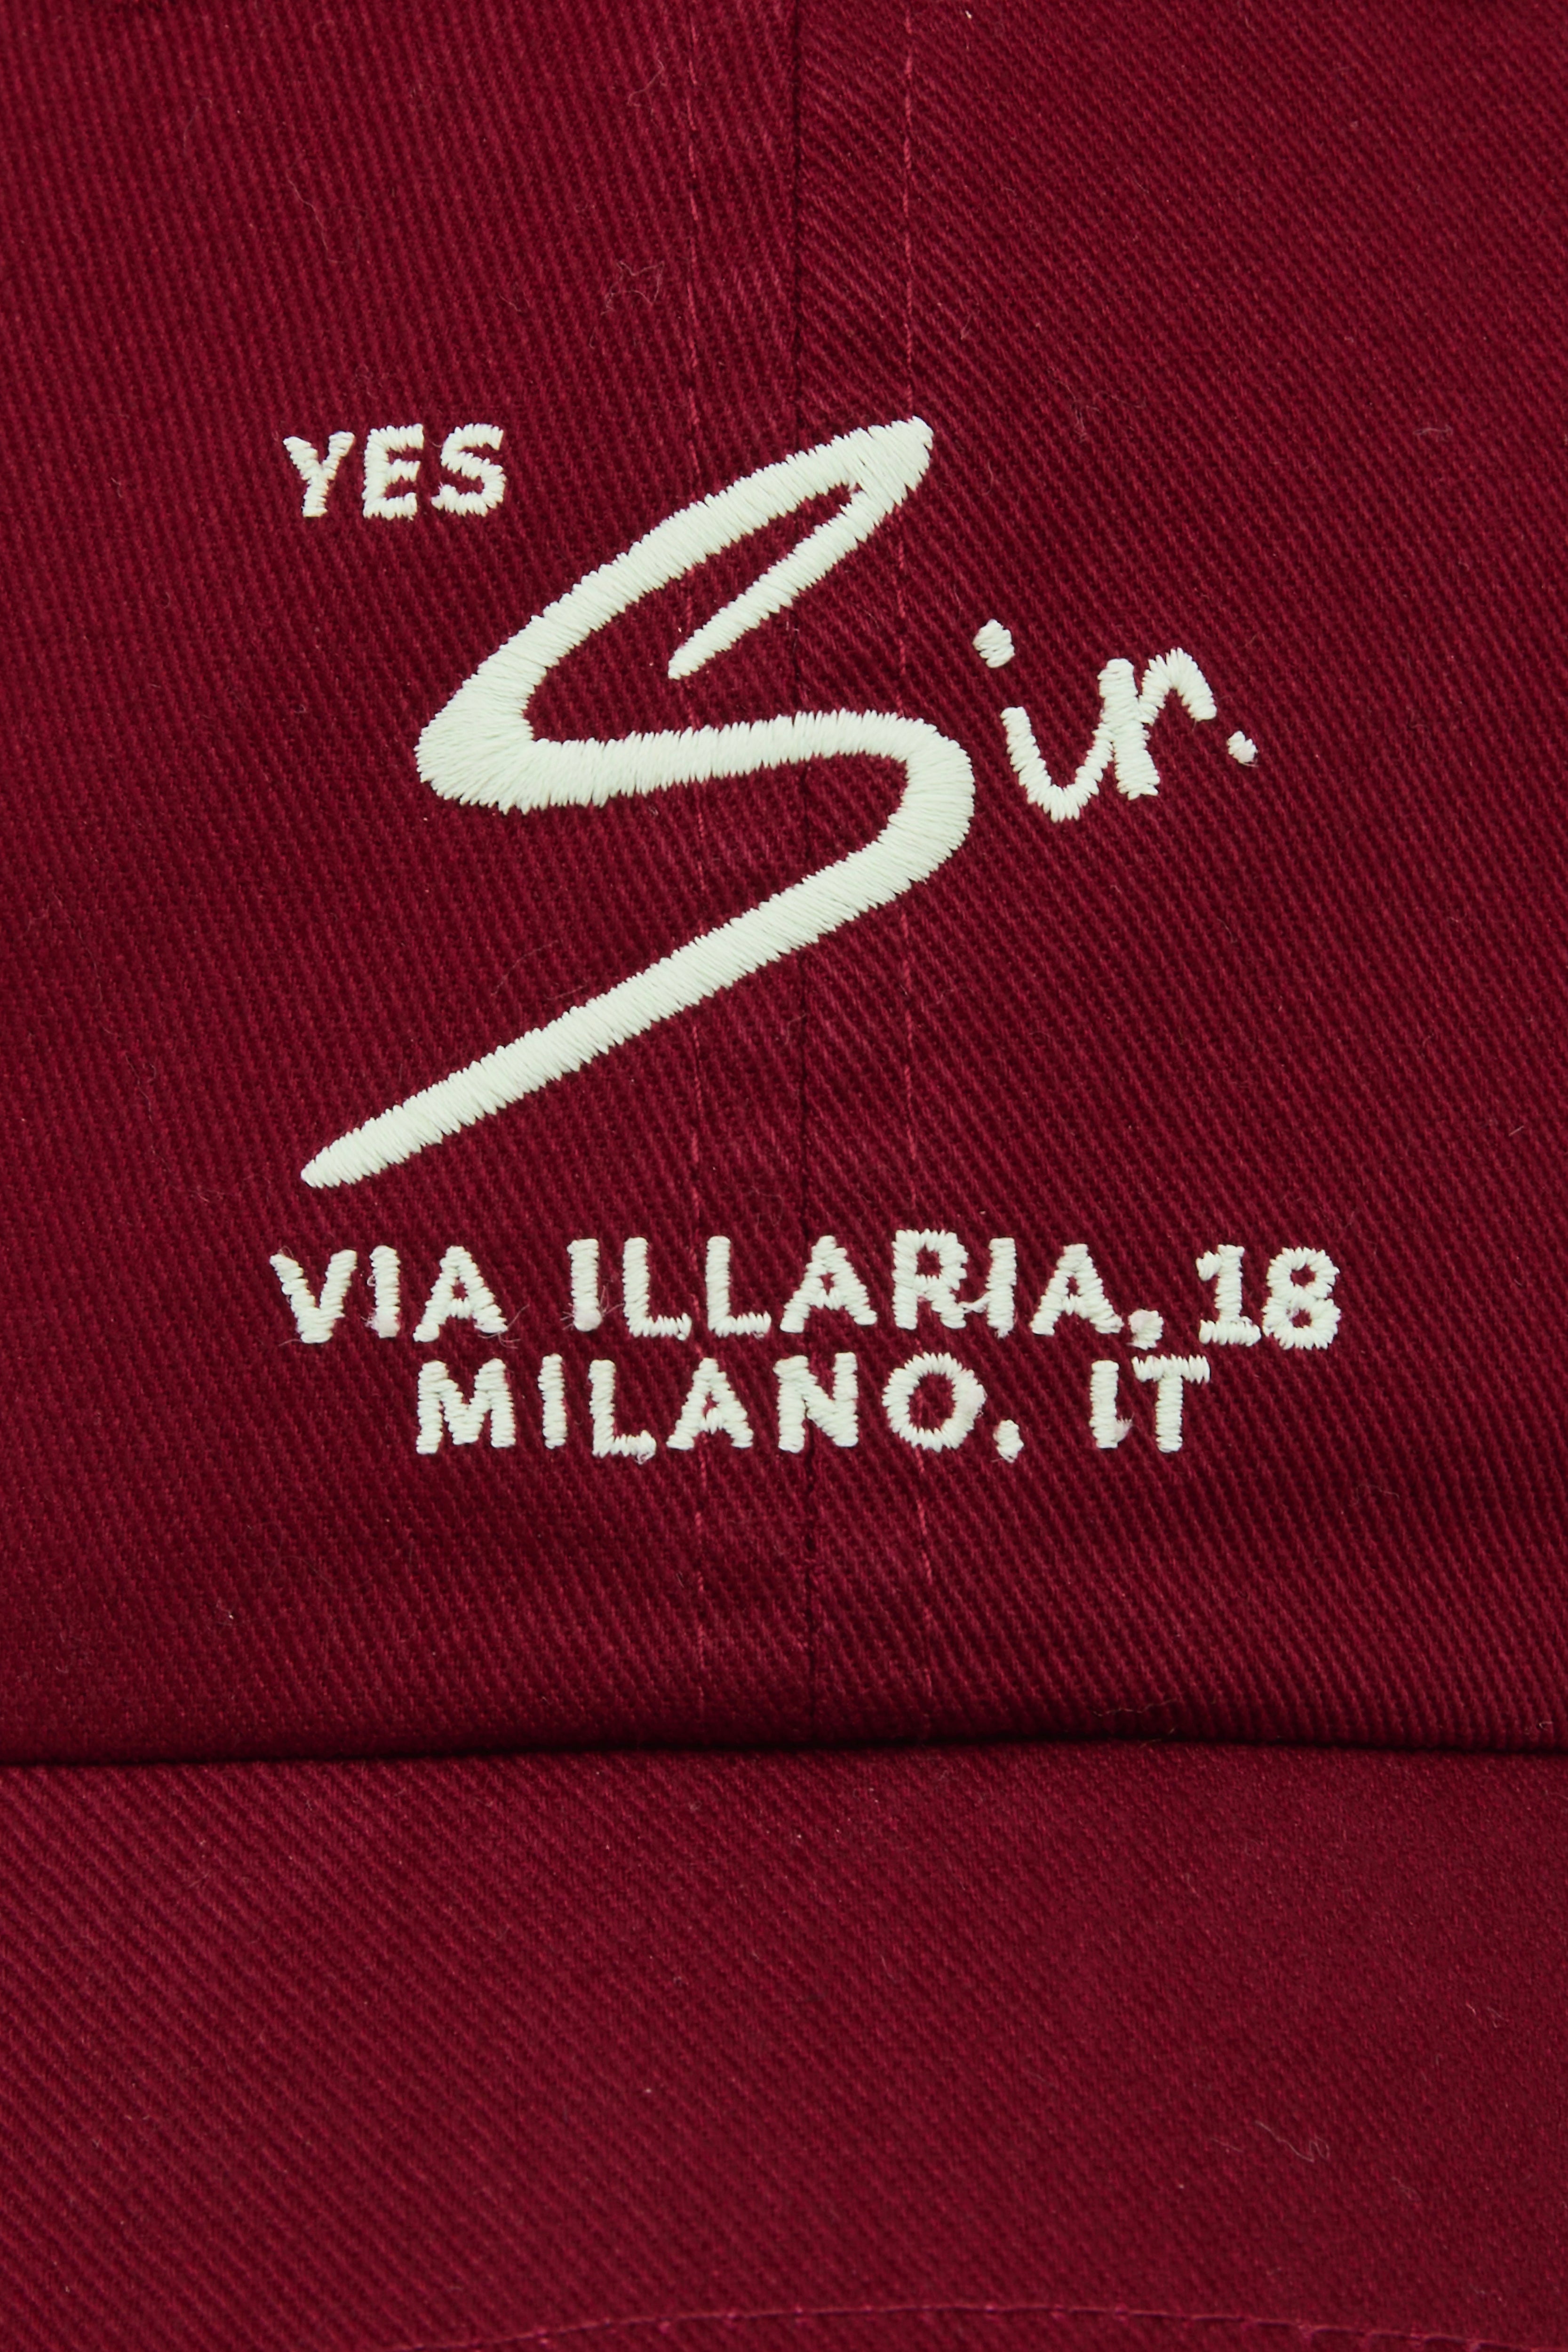 YES
Sir.
VIA ILLARIA, 18
MILANO, IT